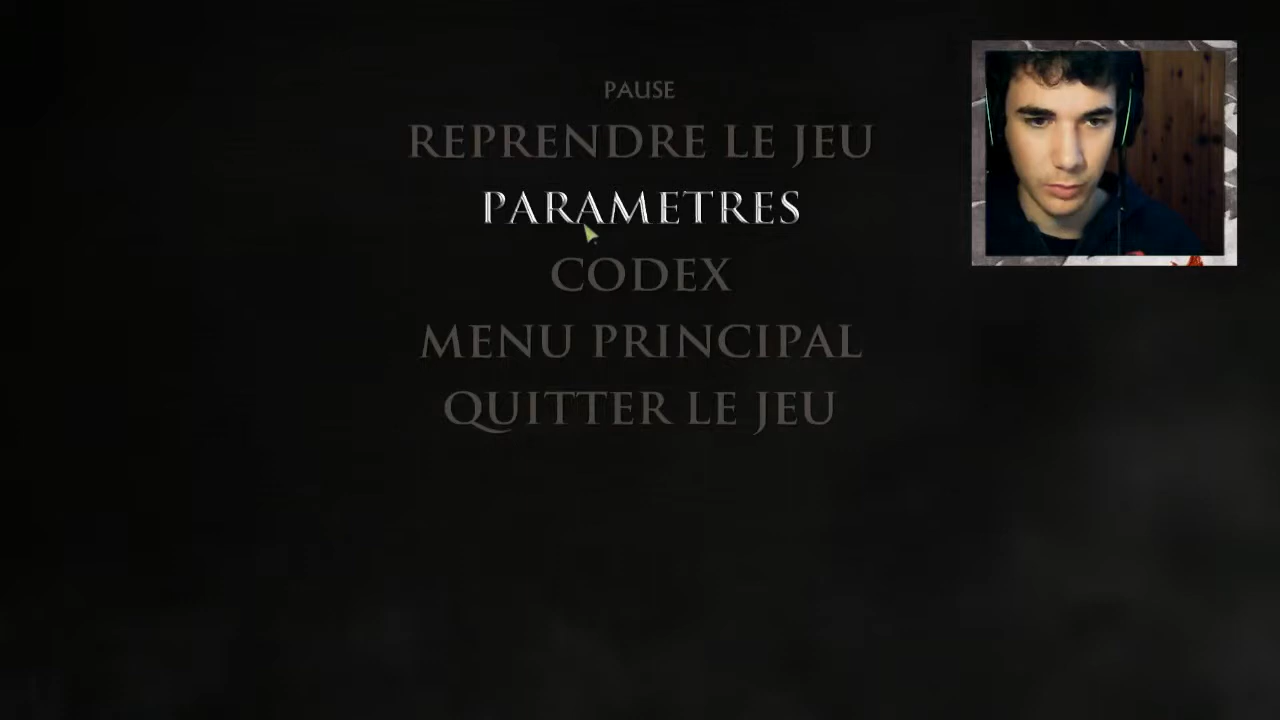 PAUSE
REPRENDRE LE JEU
PARAMETRES
CODEX
MENU PRINCIPAL
QUITTER LE JEU